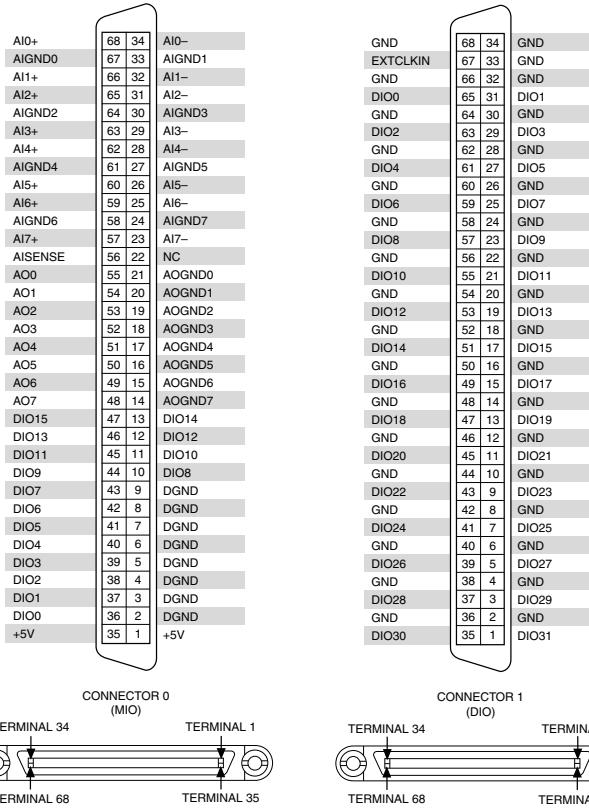 AI0+ 68 34 AI0–
AIGND0 67 33 AIGND1
AI1+ 66 32 AI1–
AI2+ 65 31 AI2–
AIGND2 64 30 AIGND3
AI3+ 63 29 AI3–
AI4+ 62 28 AI4–
AIGND4 61 27 AIGND5
AI5+ 60 26 AI5–
AI6+ 59 25 AI6–
AIGND6 58 24 AIGND7
AI7+ 57 23 AI7–
AISENSE 56 22 NC
AO0 55 21 AOGND0
AO1 54 20 AOGND1
AO2 53 19 AOGND2
AO3 52 18 AOGND3
AO4 51 17 AOGND4
AO5 50 16 AOGND5
AO6 49 15 AOGND6
AO7 48 14 AOGND7
DIO15 47 13 DIO14
DIO13 46 12 DIO12
DIO11 45 11 DIO10
DIO9 44 10 DIO8
DIO7 43 9 DGND
DIO6 42 8 DGND
DIO5 41 7 DGND
DIO4 40 6 DGND
DIO3 39 5 DGND
DIO2 38 4 DGND
DIO1 37 3 DGND
DIO0 36 2 DGND
+5V 35 1 +5V
CONNECTOR 0
(MIO)
TERMINAL 34 TERMINAL 1
TERMINAL 68 TERMINAL 35
GND 68 34 GND
EXTCLKIN 67 33 GND
GND 66 32 GND
DIO0 65 31 DIO1
GND 64 30 GND
DIO2 63 29 DIO3
GND 62 28 GND
DIO4 61 27 DIO5
GND 60 26 GND
DIO6 59 25 DIO7
GND 58 24 GND
DIO8 57 23 DIO9
GND 56 22 GND
DIO10 55 21 DIO11
GND 54 20 GND
DIO12 53 19 DIO13
GND 52 18 GND
DIO14 51 17 DIO15
GND 50 16 GND
DIO16 49 15 DIO17
GND 48 14 GND
DIO18 47 13 DIO19
GND 46 12 GND
DIO20 45 11 DIO21
GND 44 10 GND
DIO22 43 9 DIO23
GND 42 8 GND
DIO24 41 7 DIO25
GND 40 6 GND
DIO26 39 5 DIO27
GND 38 4 GND
DIO28 37 3 DIO29
GND 36 2 GND
DIO30 35 1 DIO31
CONNECTOR 1
(DIO)
TERMINAL 34
TERMINAL 68